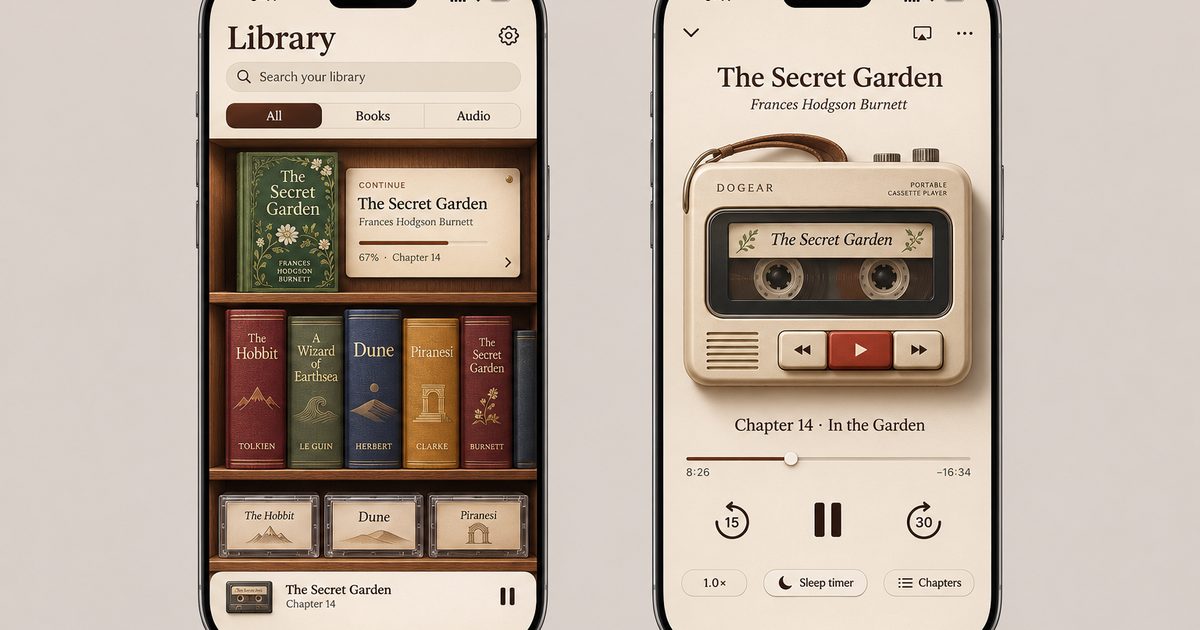 Library
Search your library
All
Books
Audio
The
Secret
Garden
FRANCES
HODGSON
BURNETT
CONTINUE
The Secret Garden
Frances Hodgson Burnett
67% · Chapter 14
The
Hobbit
TOLKIEN
A
Wizard
of
Earthsea
LE GUIN
Dune
HERBERT
Piranesi
CLARKE
The
Secret
Garden
BURNETT
The Hobbit
Dune
Piranesi
The Secret Garden
Chapter 14
The Secret Garden
Frances Hodgson Burnett
DOGEAR
PORTABLE
CASSETTE PLAYER
The Secret Garden
Chapter 14 · In the Garden
8:26
−16:34
15
30
1.0×
Sleep timer
Chapters